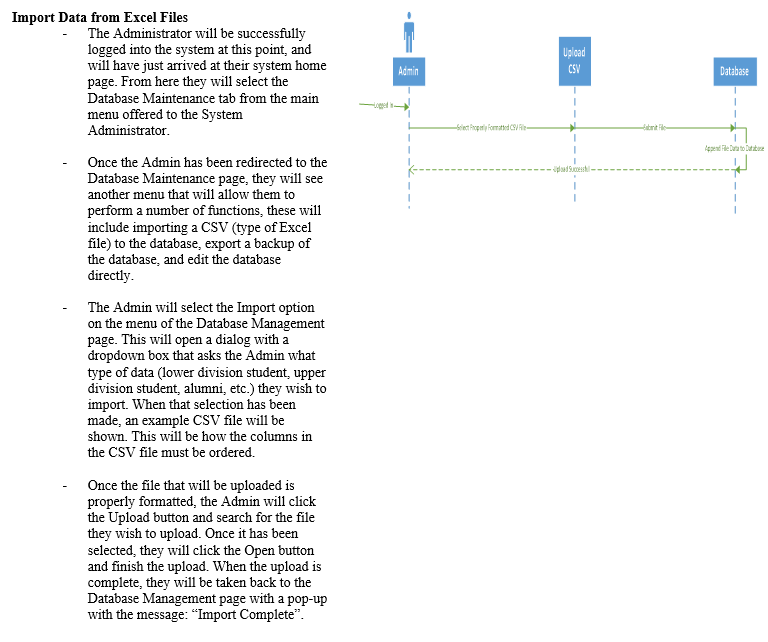 Import Data from Excel Files
- The Administrator will be successfully
logged into the system at this point, and
will have just arrived at their system home
page. From here they will select the
Database Maintenance tab from the main
menu offered to the System
Administrator.
- Once the Admin has been redirected to the
Database Maintenance page, they will see
another menu that will allow them to
perform a number of functions, these will
include importing a CSV (type of Excel
file) to the database, export a backup of
the database, and edit the database
directly.
- The Admin will select the Import option
on the menu of the Database Management
page. This will open a dialog with a
dropdown box that asks the Admin what
type of data (lower division student, upper
division student, alumni, etc.) they wish to
import. When that selection has been
made, an example CSV file will be
shown. This will be how the columns in
the CSV file must be ordered.
- Once the file that will be uploaded is
properly formatted, the Admin will click
the Upload button and search for the file
they wish to upload. Once it has been
selected, they will click the Open button
and finish the upload. When the upload is
complete, they will be taken back to the
Database Management page with a pop-up
with the message: “Import Complete”.
Admin
Upload
CSV
Database
Logged in
Select Properly Formatted CSV File
Submit File
Append File Data to Database
Upload Successful